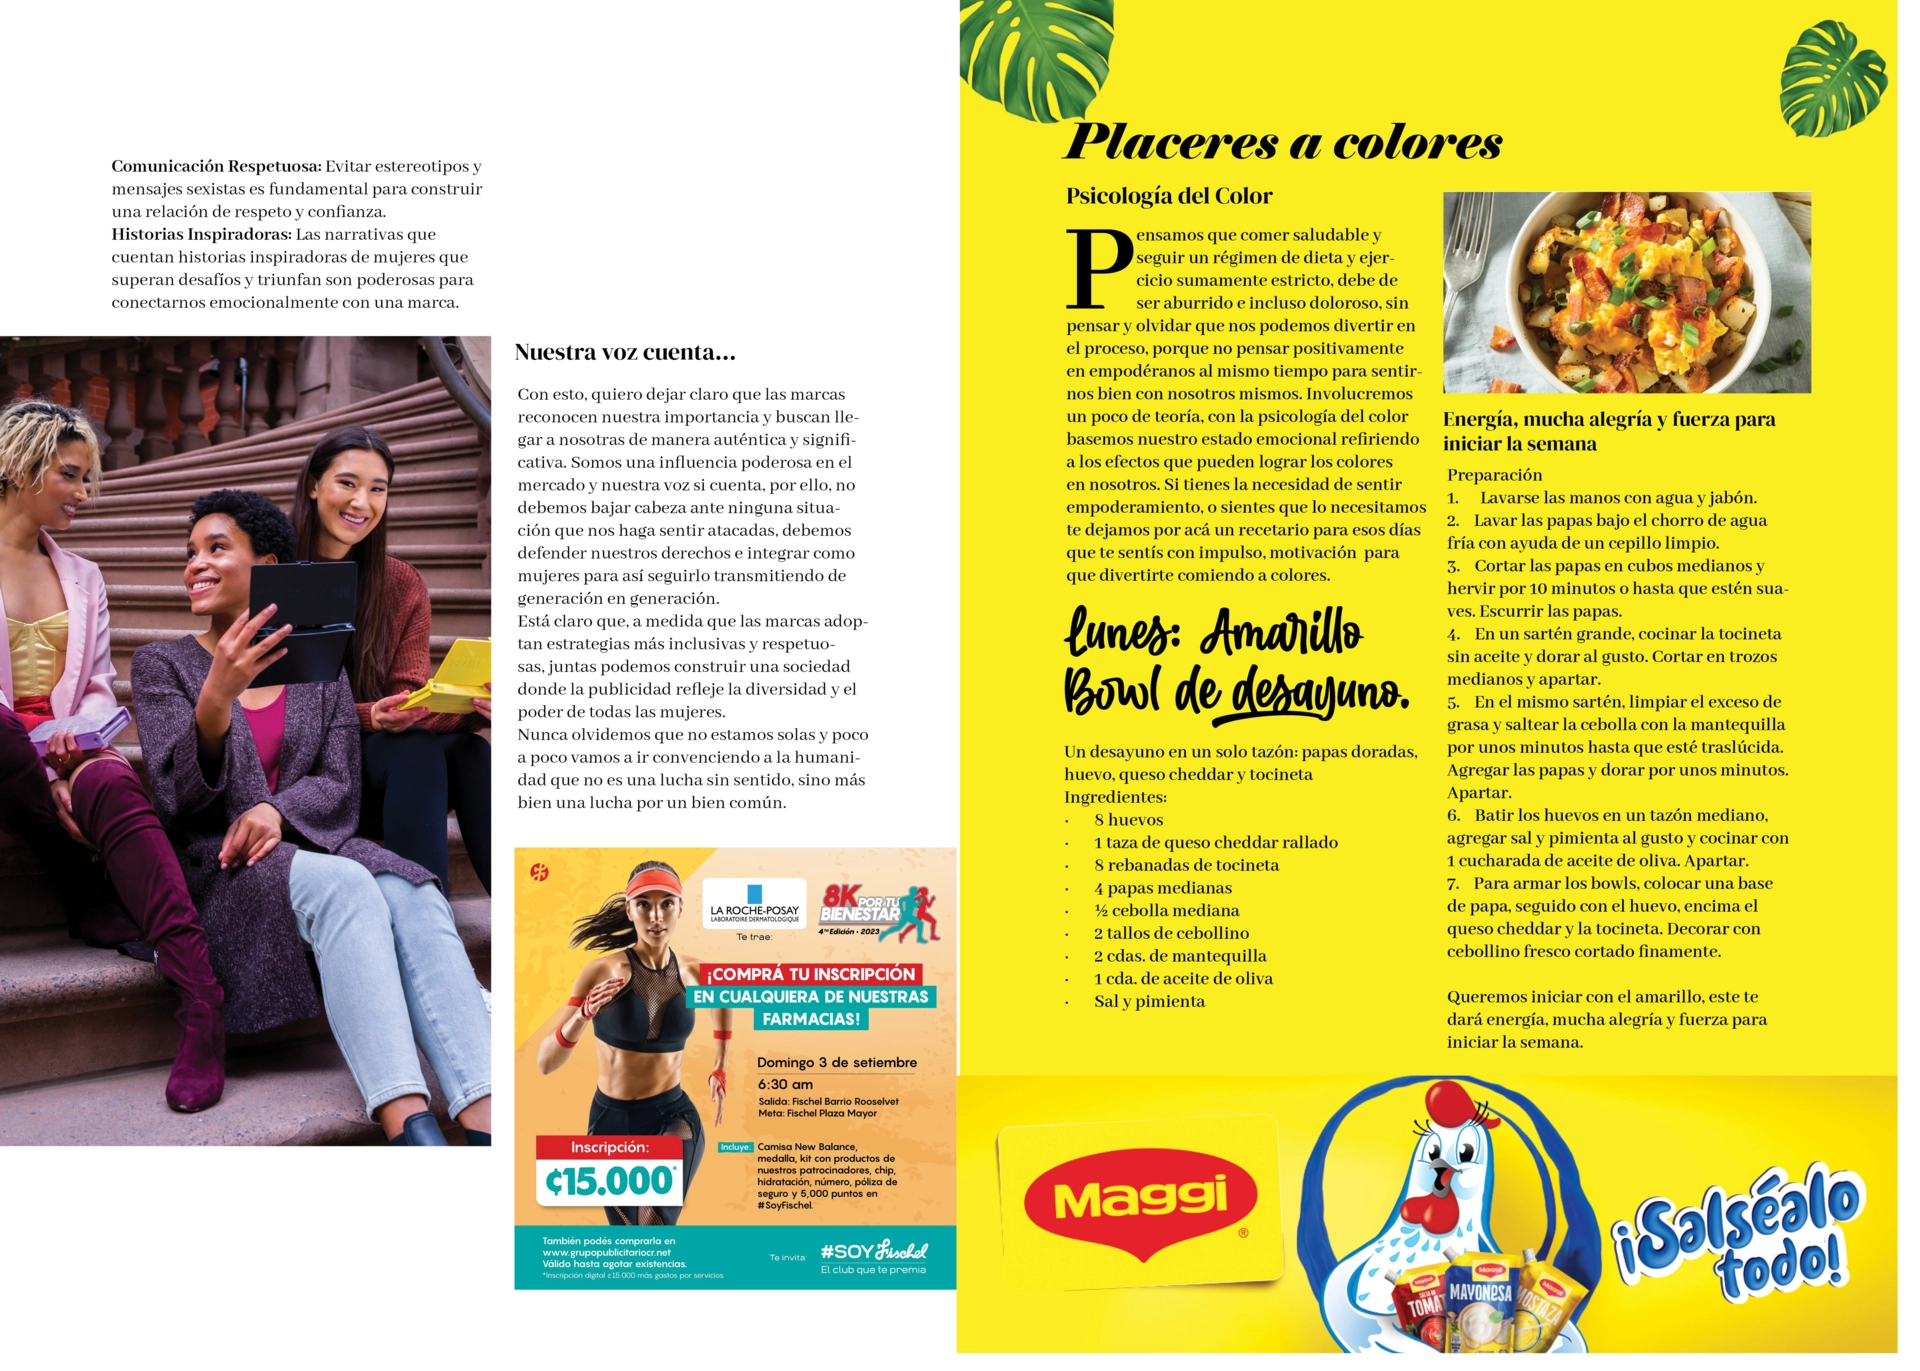 Comunicación Respetuosa: Evitar estereotipos y
mensajes sexistas es fundamental para construir
una relación de respeto y confianza.
Historias Inspiradoras: Las narrativas que
cuentan historias inspiradoras de mujeres que
superan desafíos y triunfan son poderosas para
conectarnos emocionalmente con una marca.
Nuestra voz cuenta...
Con esto, quiero dejar claro que las marcas
reconocen nuestra importancia y buscan lle-
gar a nosotras de manera auténtica y signifi-
cativa. Somos una influencia poderosa en el
mercado y nuestra voz si cuenta, por ello, no
debemos bajar cabeza ante ninguna situa-
ción que nos haga sentir atacadas, debemos
defender nuestros derechos e integrar como
mujeres para así seguirlo transmitiendo de
generación en generación.
Está claro que, a medida que las marcas adop-
tan estrategias más inclusivas y respetuo-
sas, juntas podemos construir una sociedad
donde la publicidad refleje la diversidad y el
poder de todas las mujeres.
Nunca olvidemos que no estamos solas y poco
a poco vamos a ir convenciendo a la humani-
dad que no es una lucha sin sentido, sino más
bien una lucha por un bien común.
LA ROCHE-POSAY
LABORATOIRE DERMATOLOGIQUE
Te trae:
8K POR TU
BIENESTAR
4ta Edición • 2023
¡COMPRÁ TU INSCRIPCIÓN
EN CUALQUIERA DE NUESTRAS
FARMACIAS!
Domingo 3 de setiembre
6:30 am
Salida: Fischel Barrio Rooselvet
Meta: Fischel Plaza Mayor
Inscripción:
¢15.000*
Incluye: Camisa New Balance,
medalla, kit con productos de
nuestros patrocinadores, chip,
hidratación, número, póliza de
seguro y 5,000 puntos en
#SoyFischel.
También podés comprarla en
www.grupopublicitariocr.net
Válido hasta agotar existencias.
*Inscripción digital ¢15.000 más gastos por servicios
Te invita:
#SOY Fischel
El club que te premia
Placeres a colores
Psicología del Color
Pensamos que comer saludable y
seguir un régimen de dieta y ejer-
cicio sumamente estricto, debe de
ser aburrido e incluso doloroso, sin
pensar y olvidar que nos podemos divertir en
el proceso, porque no pensar positivamente
en empodéranos al mismo tiempo para sentir-
nos bien con nosotros mismos. Involucremos
un poco de teoría, con la psicología del color
basemos nuestro estado emocional refiriendo
a los efectos que pueden lograr los colores
en nosotros. Si tienes la necesidad de sentir
empoderamiento, o sientes que lo necesitamos
te dejamos por acá un recetario para esos días
que te sentís con impulso, motivación para
que divertirte comiendo a colores.
Lunes: Amarillo
Bowl de desayuno.
Un desayuno en un solo tazón: papas doradas,
huevo, queso cheddar y tocineta
Ingredientes:
· 8 huevos
· 1 taza de queso cheddar rallado
· 8 rebanadas de tocineta
· 4 papas medianas
· ½ cebolla mediana
· 2 tallos de cebollino
· 2 cdas. de mantequilla
· 1 cda. de aceite de oliva
· Sal y pimienta
Energía, mucha alegría y fuerza para
iniciar la semana
Preparación
1. Lavarse las manos con agua y jabón.
2. Lavar las papas bajo el chorro de agua
fría con ayuda de un cepillo limpio.
3. Cortar las papas en cubos medianos y
hervir por 10 minutos o hasta que estén sua-
ves. Escurrir las papas.
4. En un sartén grande, cocinar la tocineta
sin aceite y dorar al gusto. Cortar en trozos
medianos y apartar.
5. En el mismo sartén, limpiar el exceso de
grasa y saltear la cebolla con la mantequilla
por unos minutos hasta que esté traslúcida.
Agregar las papas y dorar por unos minutos.
Apartar.
6. Batir los huevos en un tazón mediano,
agregar sal y pimienta al gusto y cocinar con
1 cucharada de aceite de oliva. Apartar.
7. Para armar los bowls, colocar una base
de papa, seguido con el huevo, encima el
queso cheddar y la tocineta. Decorar con
cebollino fresco cortado finamente.
Queremos iniciar con el amarillo, este te
dará energía, mucha alegría y fuerza para
iniciar la semana.
Maggi
®
MAGGI
SALSA DE
TOMATE
MAGGI
MAYONESA
MAGGI
MOSTAZA
¡Salséalo
todo!